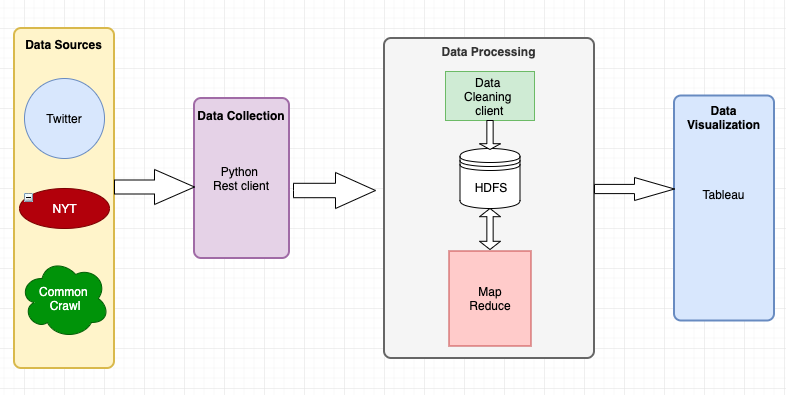 Data Sources
Twitter
NYT
Common
Crawl
Data Collection
Python
Rest client
Data Processing
Data
Cleaning
client
HDFS
Map
Reduce
Data
Visualization
Tableau